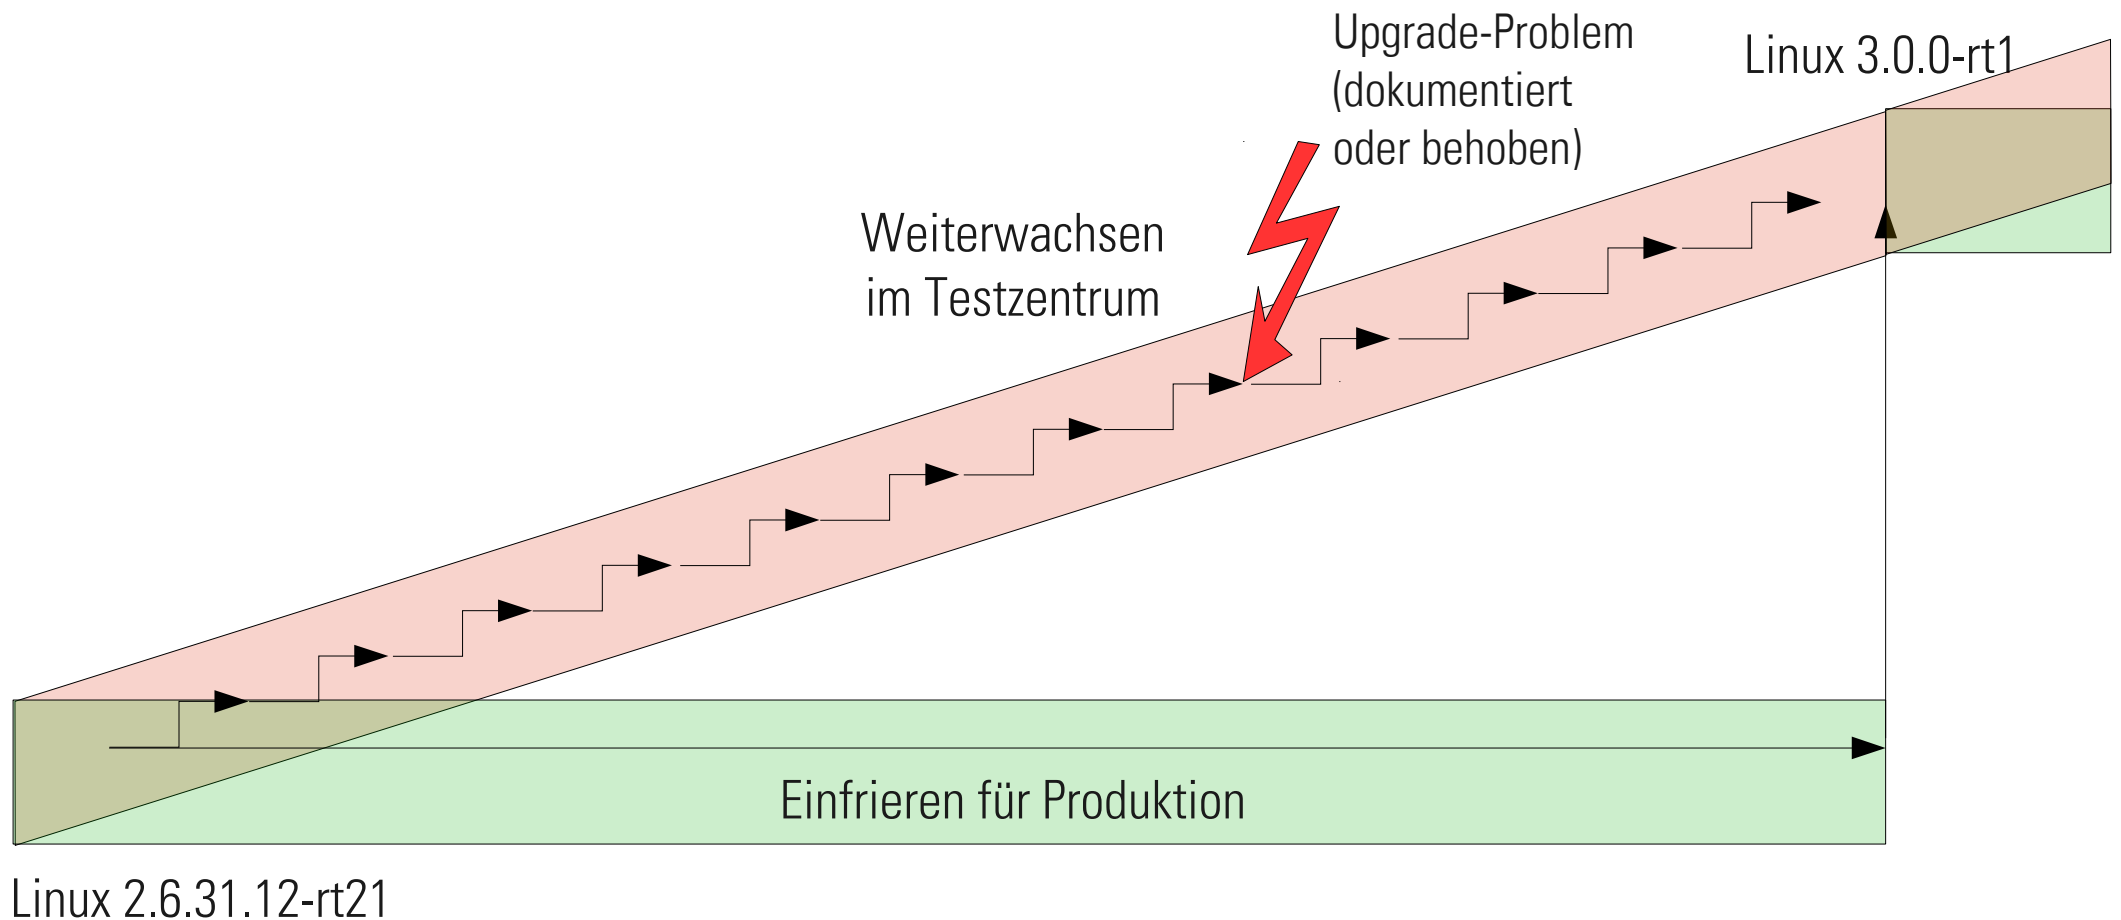 Upgrade-Problem
(dokumentiert
oder behoben)
Linux 3.0.0-rt1
Weiterwachsen
im Testzentrum
Einfrieren für Produktion
Linux 2.6.31.12-rt21